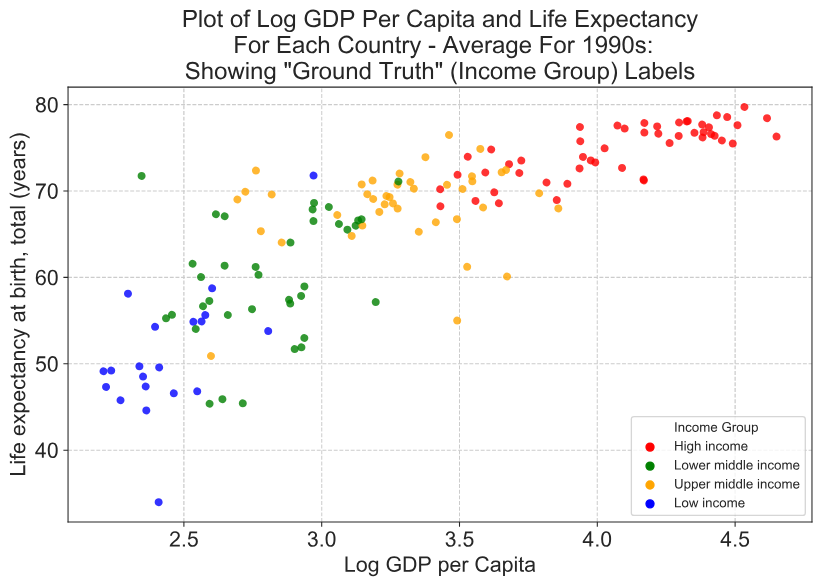 Plot of Log GDP Per Capita and Life Expectancy
For Each Country - Average For 1990s:
Showing "Ground Truth" (Income Group) Labels
Life expectancy at birth, total (years)
80
70
60
50
40
Income Group
High income
Lower middle income
Upper middle income
Low income
2.5 3.0 3.5 4.0 4.5
Log GDP per Capita